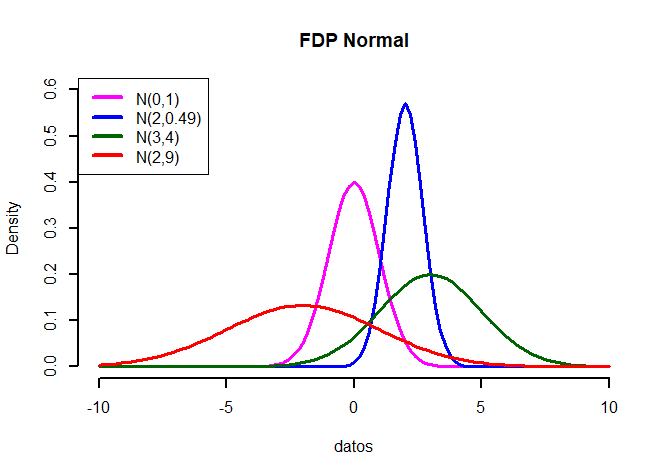 FDP Normal
N(0,1)
N(2,0.49)
N(3,4)
N(2,9)
Density
0.6
0.5
0.4
0.3
0.2
0.1
0.0
-10 -5 0 5 10
datos